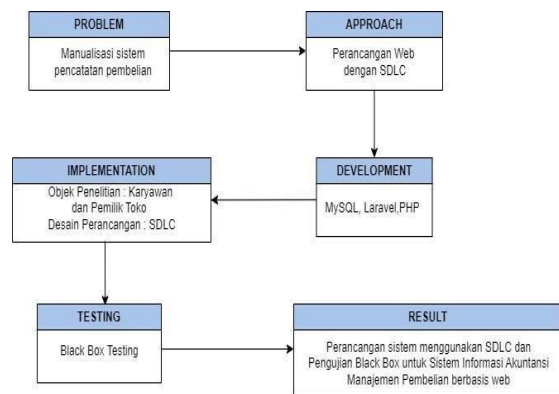 PROBLEM
Manualisasi sistem
pencatatan pembelian
APPROACH
Perancangan Web
dengan SDLC
IMPLEMENTATION
Objek Penelitian : Karyawan
dan Pemilik Toko
Desain Perancangan : SDLC
DEVELOPMENT
MySQL, Laravel,PHP
TESTING
Black Box Testing
RESULT
Perancangan sistem menggunakan SDLC dan
Pengujian Black Box untuk Sistem Informasi Akuntansi
Manajemen Pembelian berbasis web